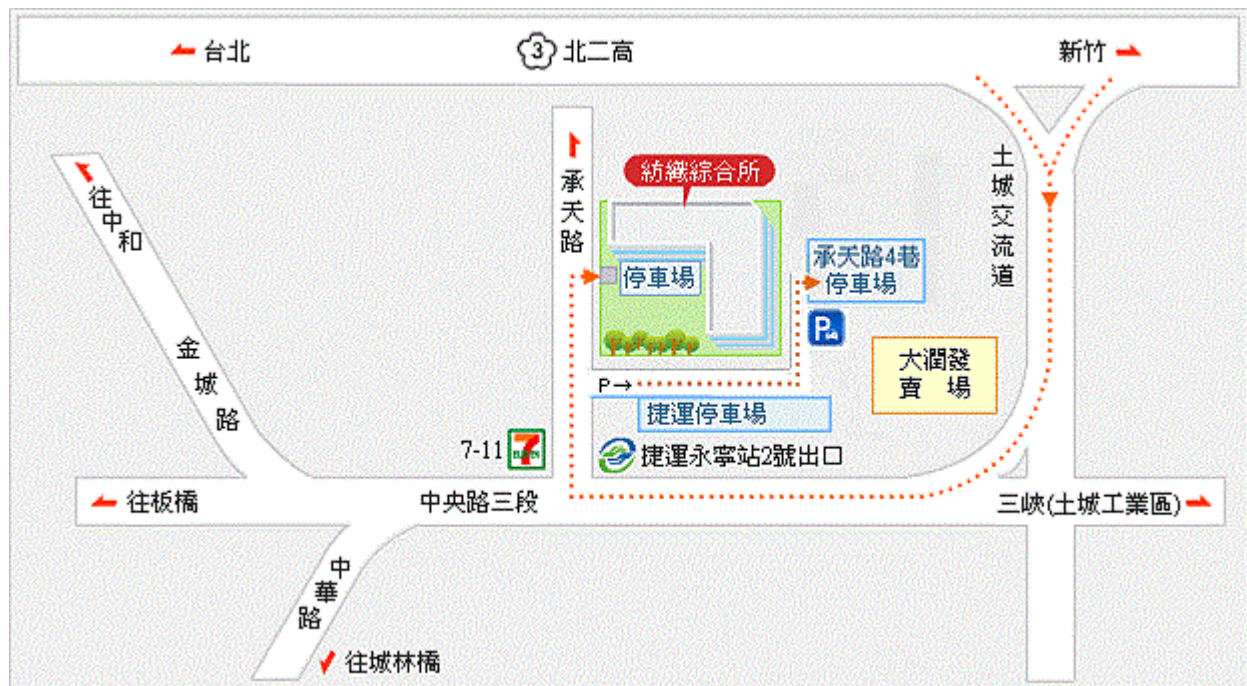 台北
3 北二高
新竹
承天路
紡織綜合所
土城交流道
往中和
承天路4巷
停車場
停車場
P
金城路
大潤發
賣 場
P→
捷運停車場
7-11
7
ELEVEN
捷運永寧站2號出口
往板橋
中央路三段
三峽(土城工業區)
中華路
往城林橋